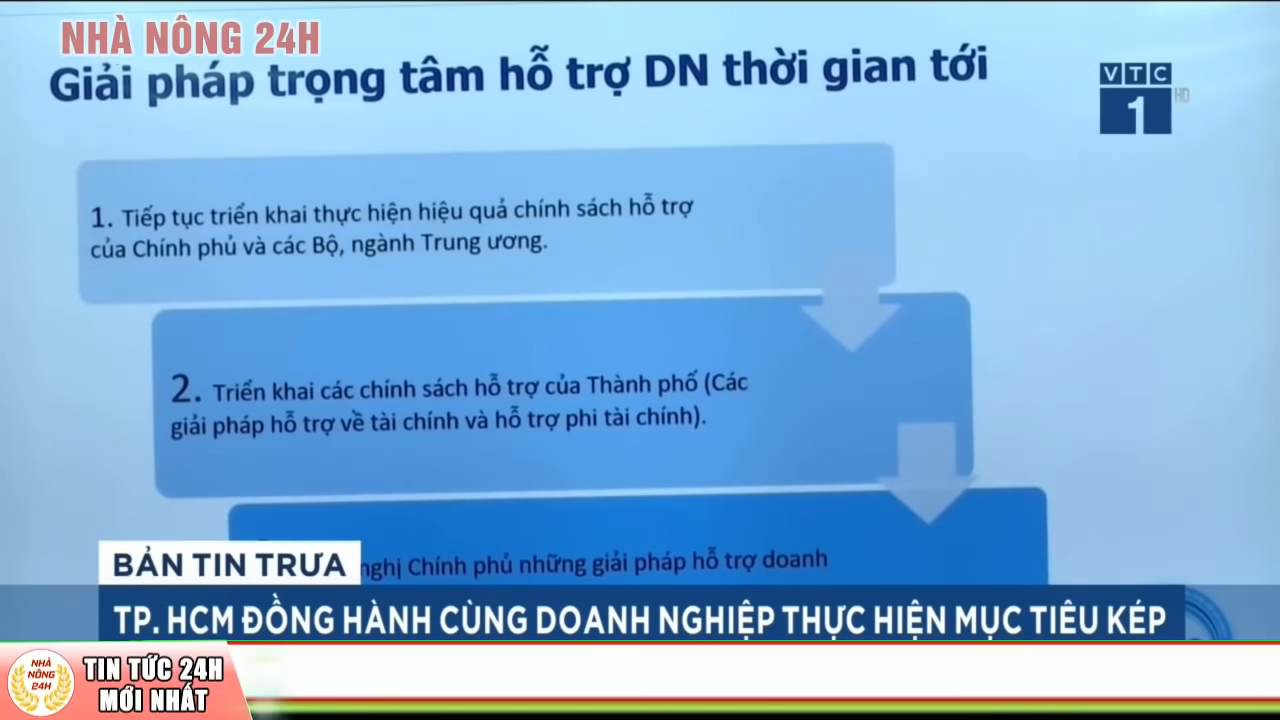 NHÀ NÔNG 24H
Giải pháp trọng tâm hỗ trợ DN thời gian tới
VTC
1
HD
1. Tiếp tục triển khai thực hiện hiệu quả chính sách hỗ trợ
của Chính phủ và các Bộ, ngành Trung ương.
2. Triển khai các chính sách hỗ trợ của Thành phố (Các
giải pháp hỗ trợ về tài chính và hỗ trợ phi tài chính).
nghị Chính phủ những giải pháp hỗ trợ doanh
BẢN TIN TRƯA
TP. HCM ĐỒNG HÀNH CÙNG DOANH NGHIỆP THỰC HIỆN MỤC TIÊU KÉP
NHÀ
NÔNG
24H
TIN TỨC 24H
MỚI NHẤT